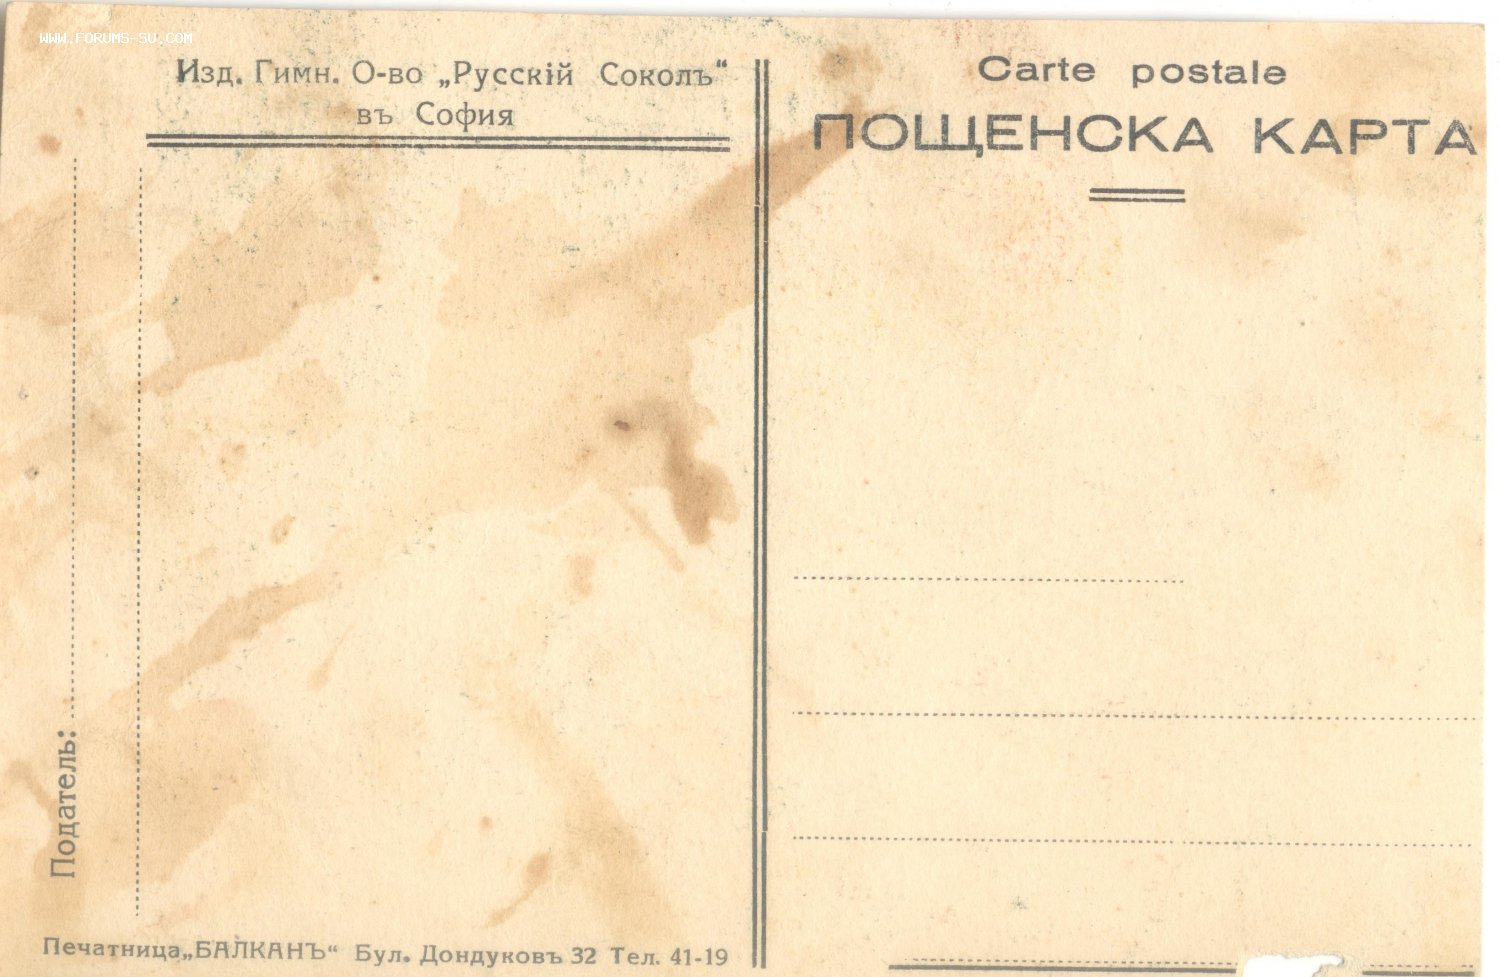 WWW.FORUMS-SU.COM
Изд. Гимн. О-во „Русскій Соколъ“
въ София
Carte postale
ПОЩЕНСКА КАРТА
Податель:
Печатница „БАЛКАНЪ“ Бул. Дондуковъ 32 Тел. 41-19